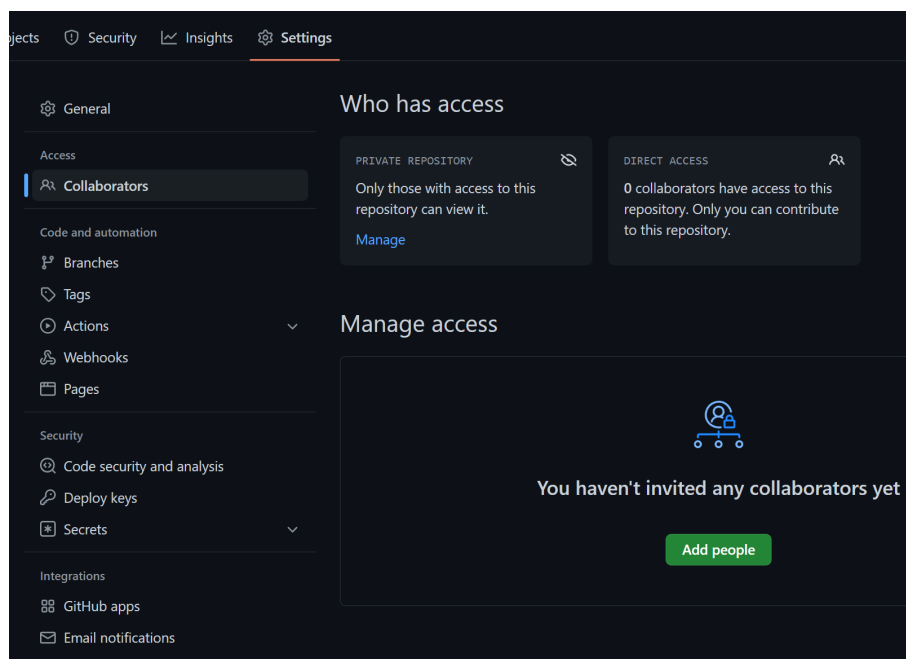 Security
Insights
Settings
General
Access
Collaborators
Code and automation
Branches
Tags
Actions
Webhooks
Pages
Security
Code security and analysis
Deploy keys
Secrets
Integrations
GitHub apps
Email notifications
Who has access
PRIVATE REPOSITORY
Only those with access to this
repository can view it.
Manage
DIRECT ACCESS
0 collaborators have access to this
repository. Only you can contribute
to this repository.
Manage access
You haven't invited any collaborators yet
Add people